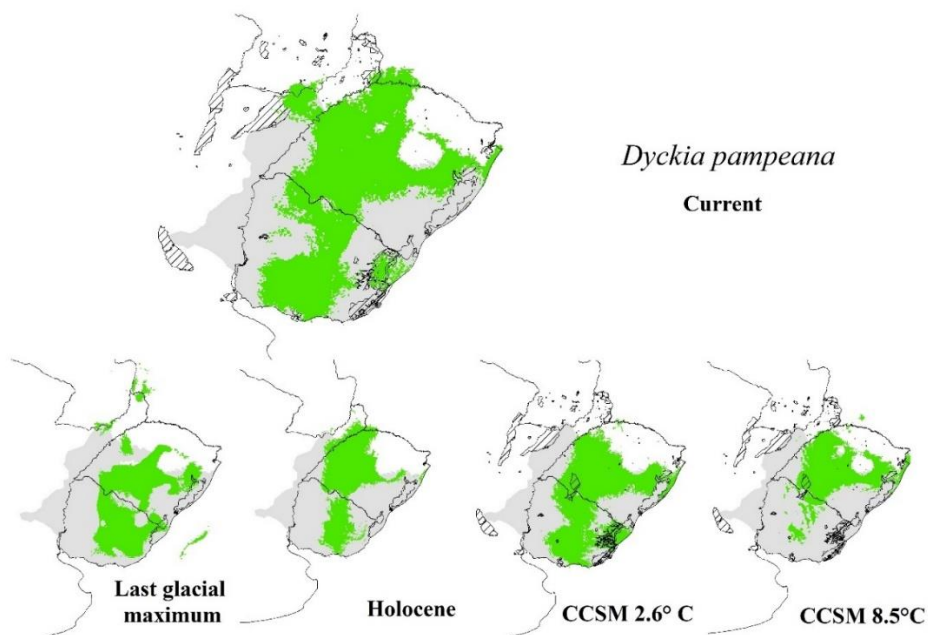 Dyckia pampeana
Current
Last glacial
maximum
Holocene
CCSM 2.6° C
CCSM 8.5°C